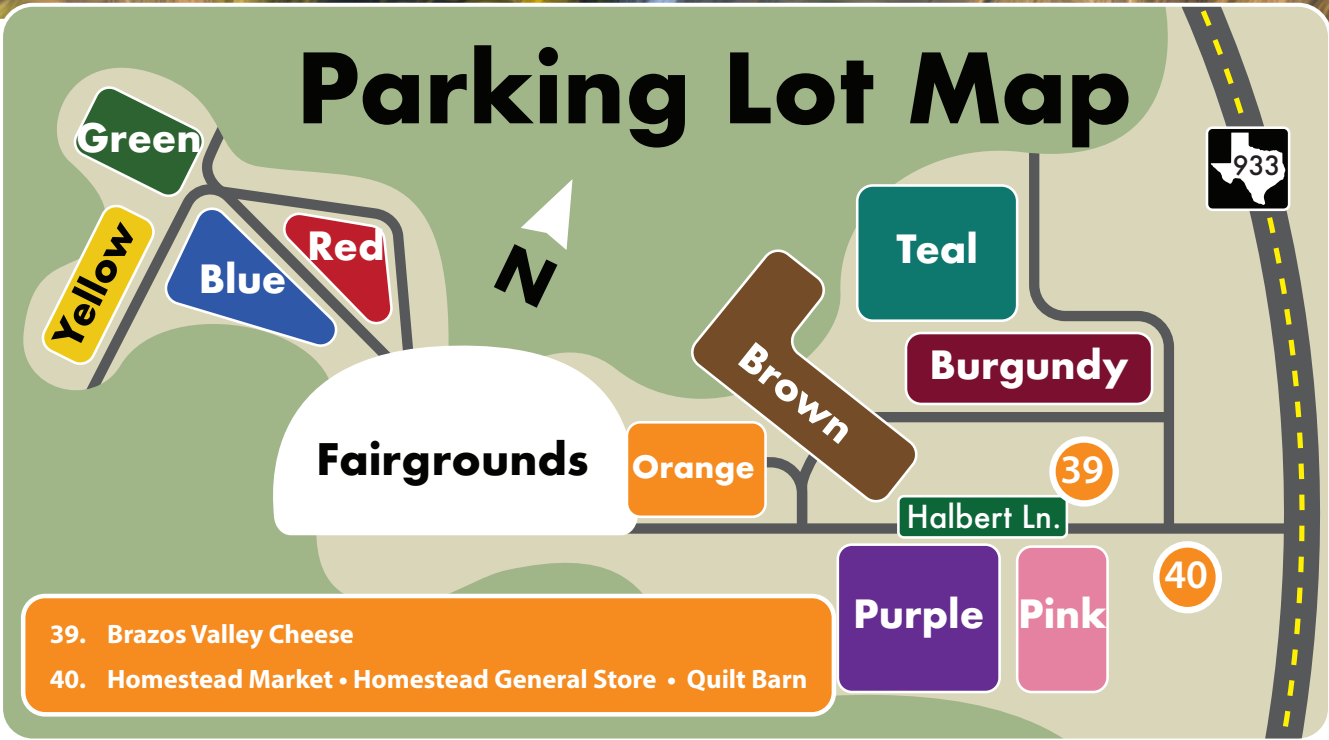 Parking Lot Map
933
Green
Yellow
Blue
Red
N
Teal
Burgundy
Brown
Fairgrounds
Orange
39
Halbert Ln.
40
Purple
Pink
39. Brazos Valley Cheese
40. Homestead Market • Homestead General Store • Quilt Barn